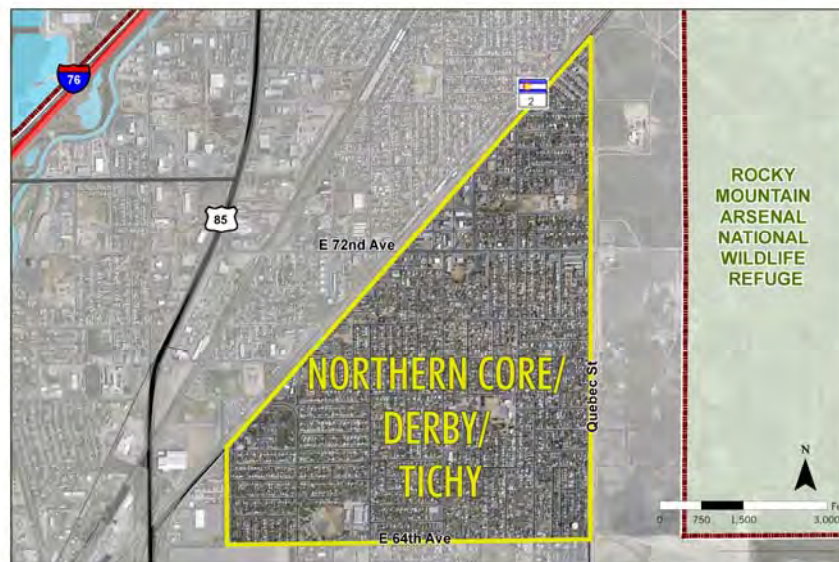 76
2
85
E 72nd Ave
ROCKY
MOUNTAIN
ARSENAL
NATIONAL
WILDLIFE
REFUGE
NORTHERN CORE/
DERBY/
TICHY
Quebec St
N
0 750 1,500 3,000
E 64th Ave